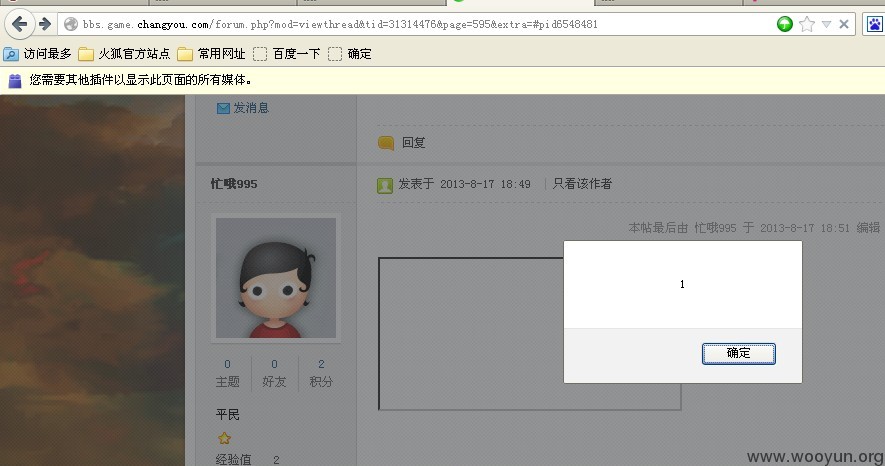 bbs.game.changyou.com/forum.php?mod=viewthread&tid=31314476&page=595&extra=#pid6548481
访问最多 火狐官方站点 常用网址 百度一下 确定
您需要其他插件以显示此页面的所有媒体。
发消息
回复
忙哦995
发表于 2013-8-17 18:49 只看该作者
本帖最后由 忙哦995 于 2013-8-17 18:51 编辑
1
确定
0 0 2
主题 好友 积分
平民
经验值 2
www.wooyun.org